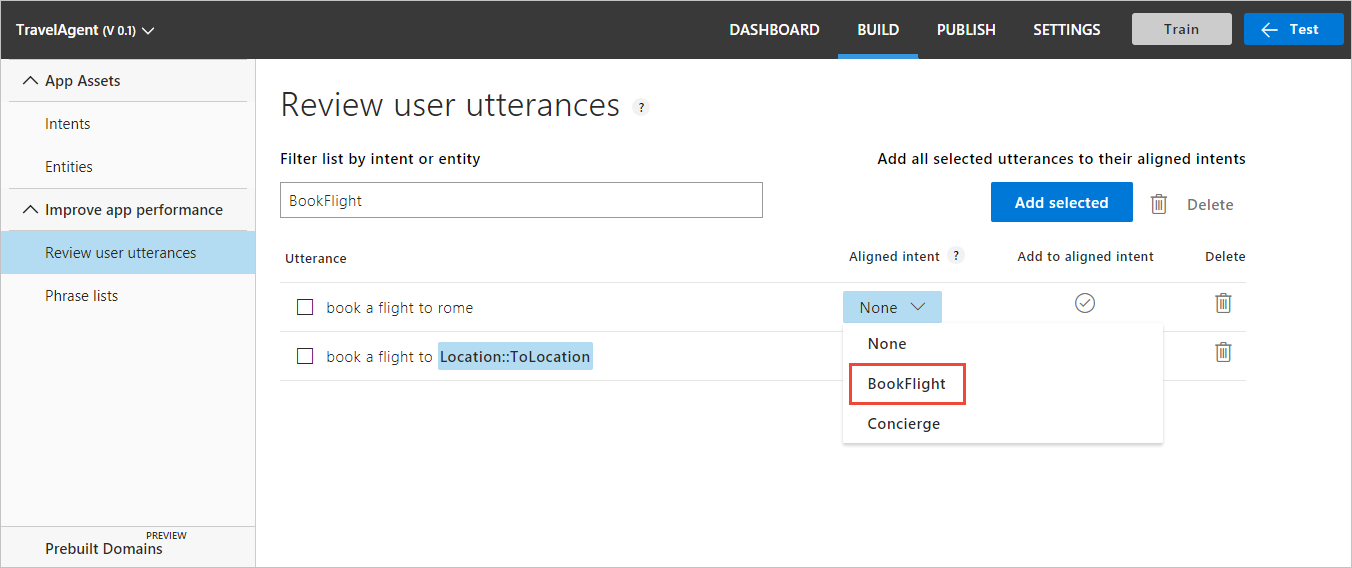 TravelAgent (V 0.1)
DASHBOARD BUILD PUBLISH SETTINGS Train Test
App Assets
Intents
Entities
Improve app performance
Review user utterances
Phrase lists
PREVIEW
Prebuilt Domains
Review user utterances ?
Filter list by intent or entity
Add all selected utterances to their aligned intents
BookFlight
Add selected Delete
Utterance Aligned intent ? Add to aligned intent Delete
book a flight to rome None
book a flight to Location::ToLocation
None
BookFlight
Concierge